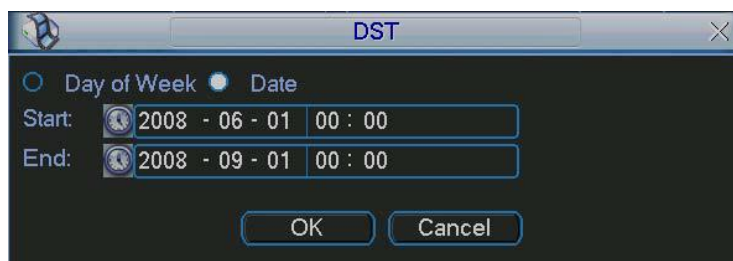 DST
Day of Week Date
Start: 2008 - 06 - 01 00 : 00
End: 2008 - 09 - 01 00 : 00
OK Cancel